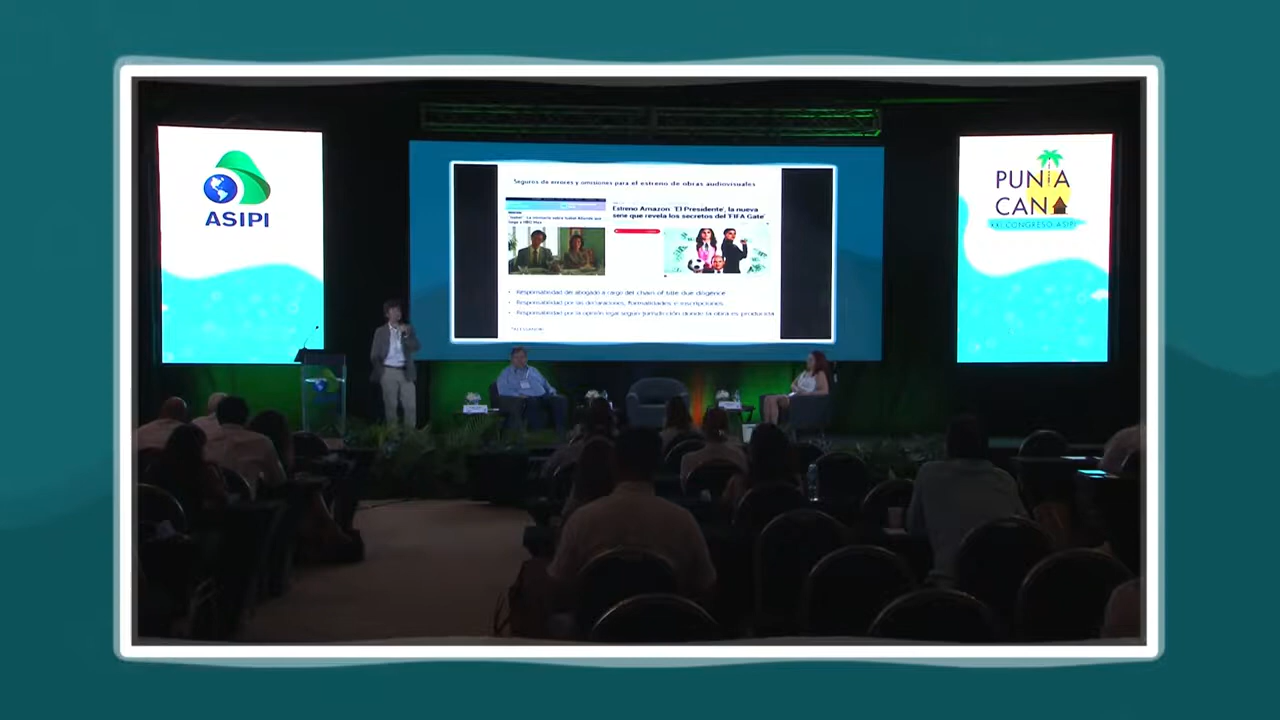 ASIPI
PUNTA
CANA
XXI CONGRESO ASIPI
Seguros de errores y omisiones para el estreno de obras audiovisuales
Estreno Amazon: 'El Presidente', la nueva
serie que revela los secretos del 'FIFA Gate'
• Responsabilidad del abogado a cargo del chain of title due diligence
• Responsabilidad por las declaraciones, formalidades e inscripciones
• Responsabilidad por la opinión legal según jurisdicción donde la obra es producida